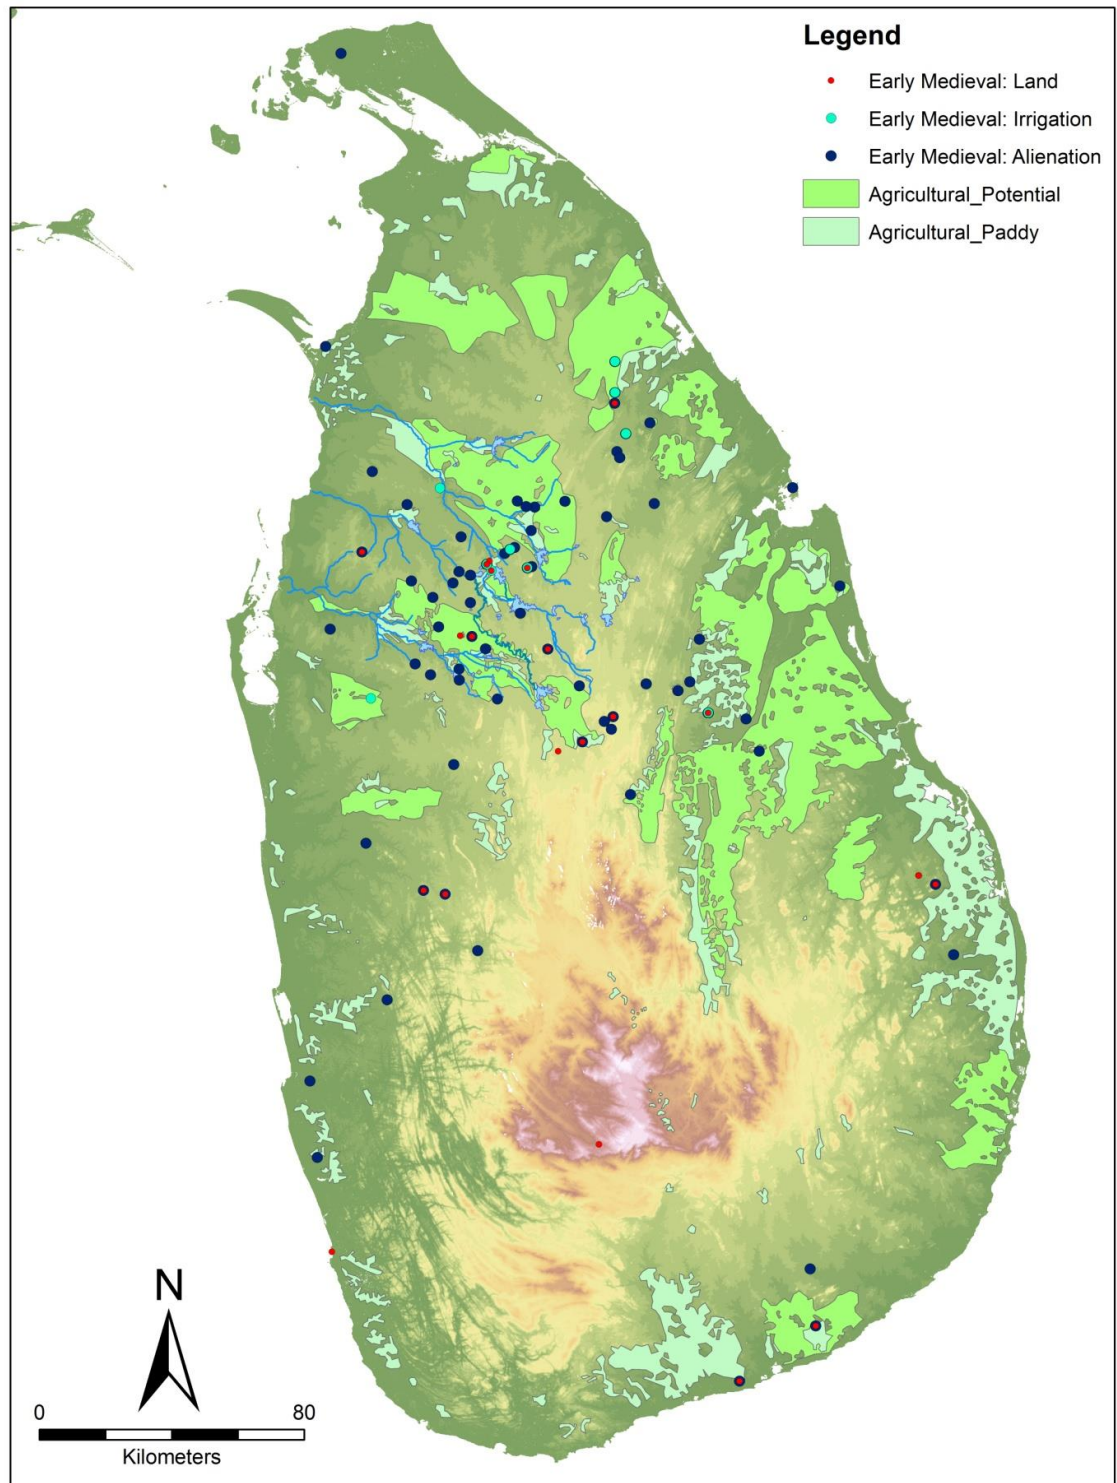 Legend
Early Medieval: Land
Early Medieval: Irrigation
Early Medieval: Alienation
Agricultural_Potential
Agricultural_Paddy
N
0 80
Kilometers